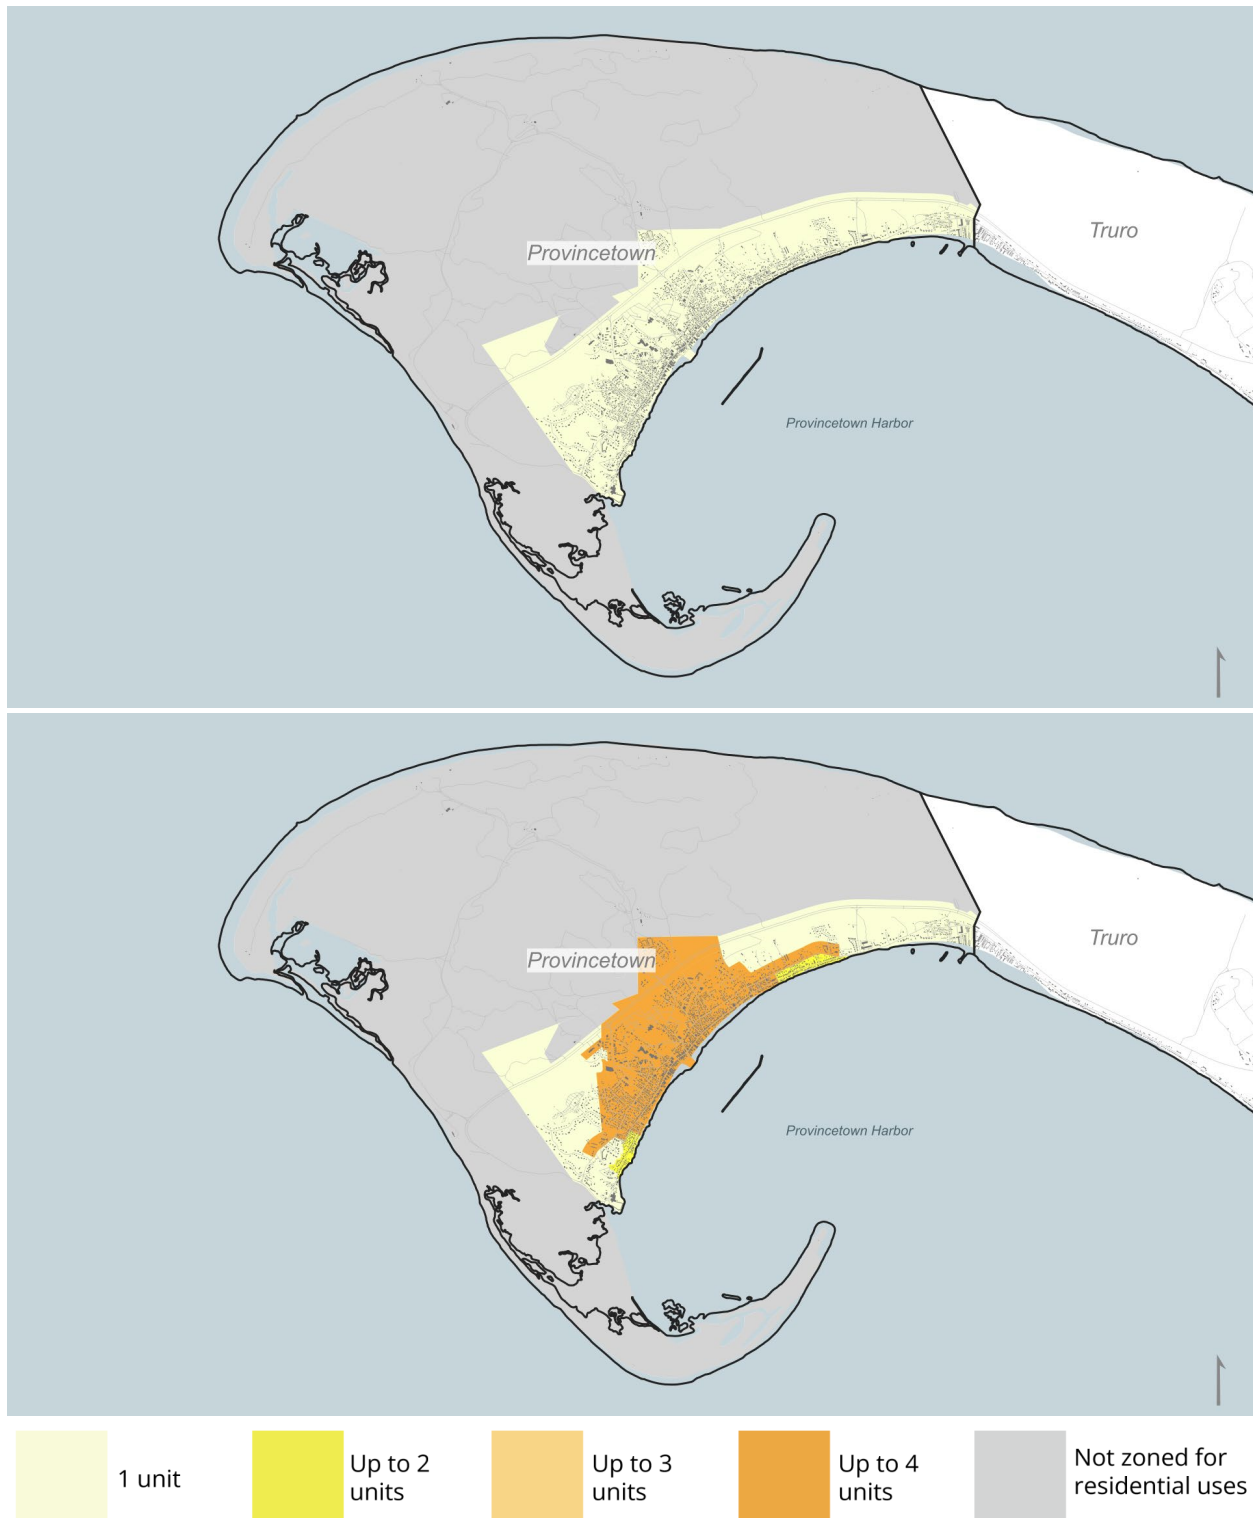 Provincetown
Truro
Provincetown Harbor
Provincetown
Truro
Provincetown Harbor
1 unit
Up to 2
units
Up to 3
units
Up to 4
units
Not zoned for
residential uses